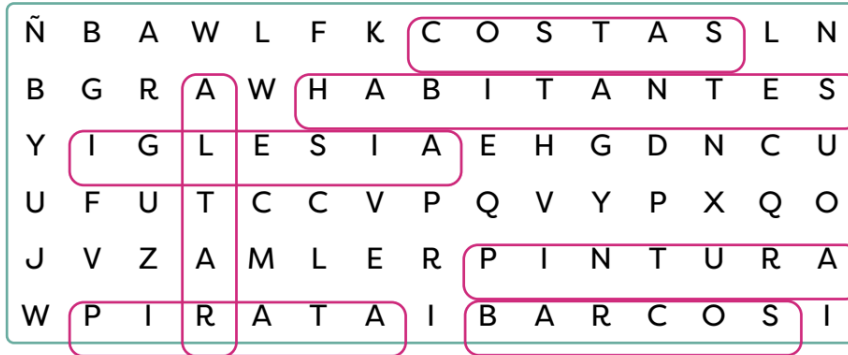 Ñ B A W L F K C O S T A S L N
B G R A W H A B I T A N T E S
Y I G L E S I A E H G D N C U
U F U T C C V P Q V Y P X Q O
J V Z A M L E R P I N T U R A
W P I R A T A I B A R C O S I